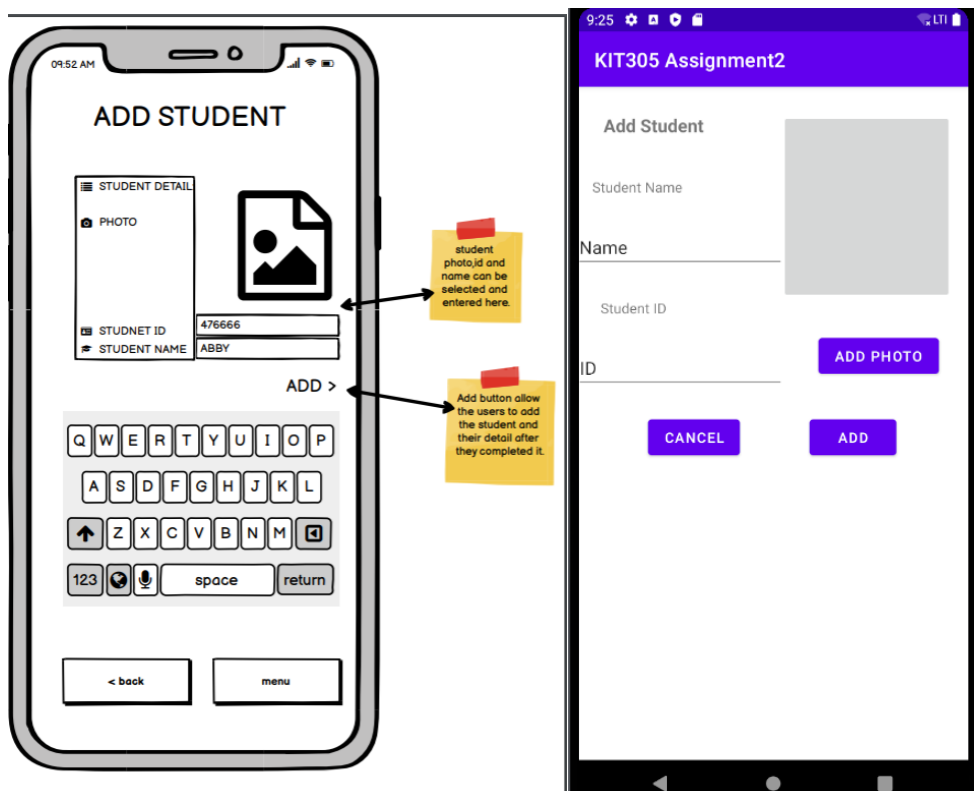 09:52 AM
ADD STUDENT
STUDENT DETAIL
PHOTO
STUDNET ID
476666
STUDENT NAME
ABBY
ADD >
Q W E R T Y U I O P
A S D F G H J K L
Z X C V B N M
123
space
return
< back
menu
student
photo,id and
name can be
selected and
entered here.
Add button allow
the users to add
the student and
their detail after
they completed it.
9:25
LTI
KIT305 Assignment2
Add Student
Student Name
Name
Student ID
ID
ADD PHOTO
CANCEL
ADD